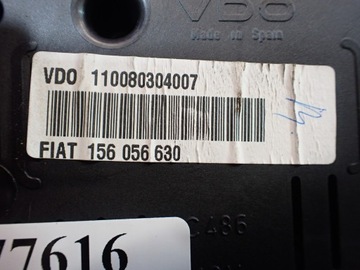 VDO
Made in Spain
VDO 110080304007
FIAT 156 056 630
C486
77616